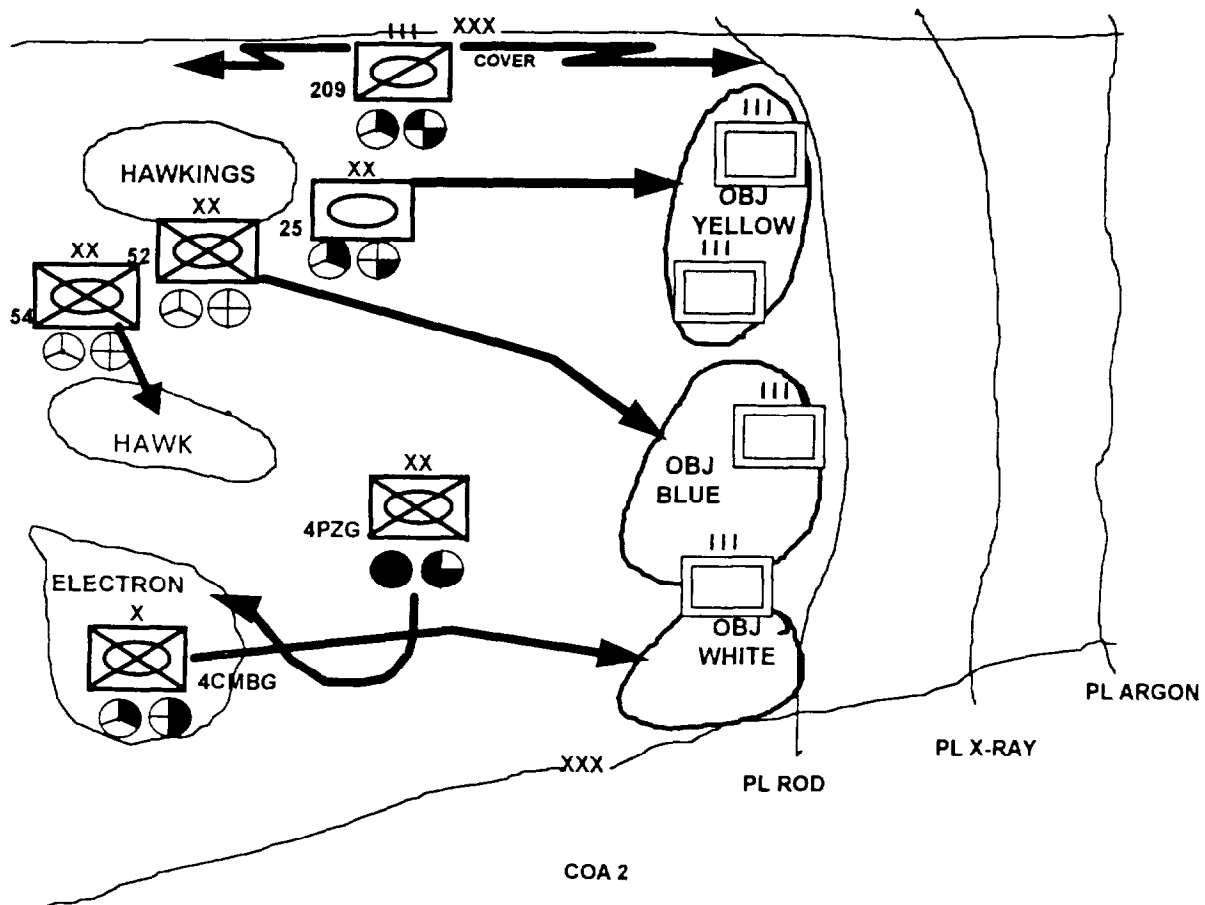 III
XXX
COVER
209
III
HAWKINGS
XX
25
OBJ
YELLOW
XX
52
III
XX
54
III
HAWK
OBJ
BLUE
XX
4PZG
III
ELECTRON
X
OBJ
WHITE
4CMBG
PL ARGON
PL X-RAY
XXX
PL ROD
COA 2